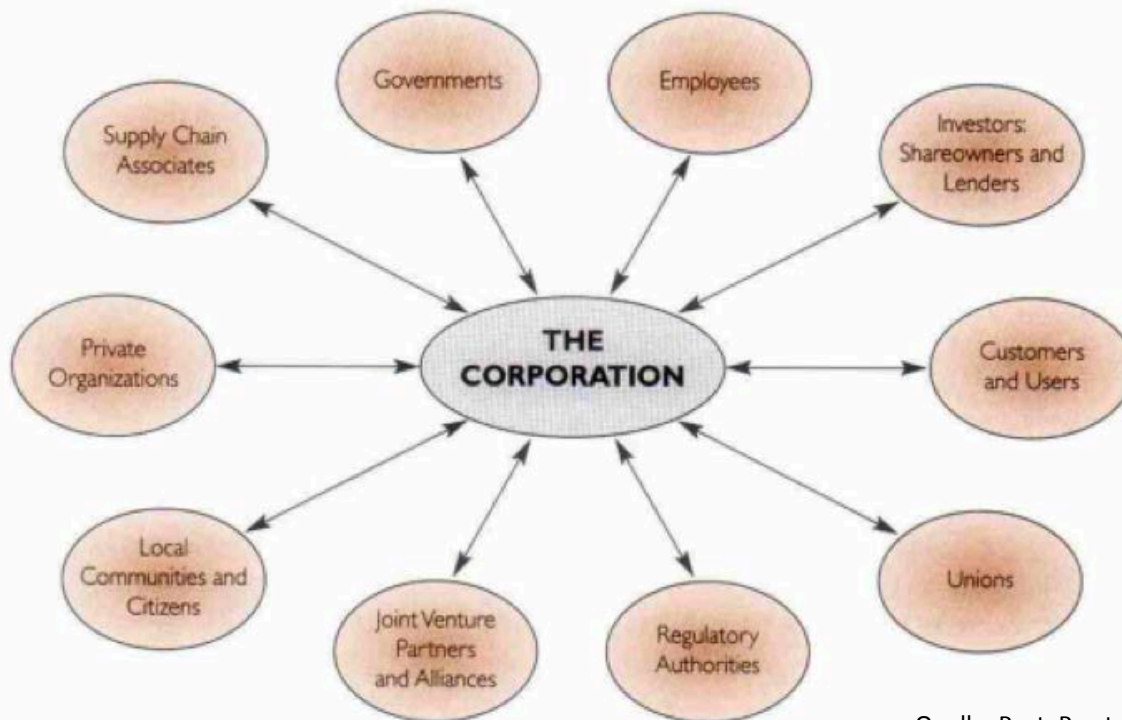 Governments
Employees
Supply Chain
Associates
Investors:
Shareowners and
Lenders
Private
Organizations
THE
CORPORATION
Customers
and Users
Local
Communities and
Citizens
Joint Venture
Partners
and Alliances
Regulatory
Authorities
Unions